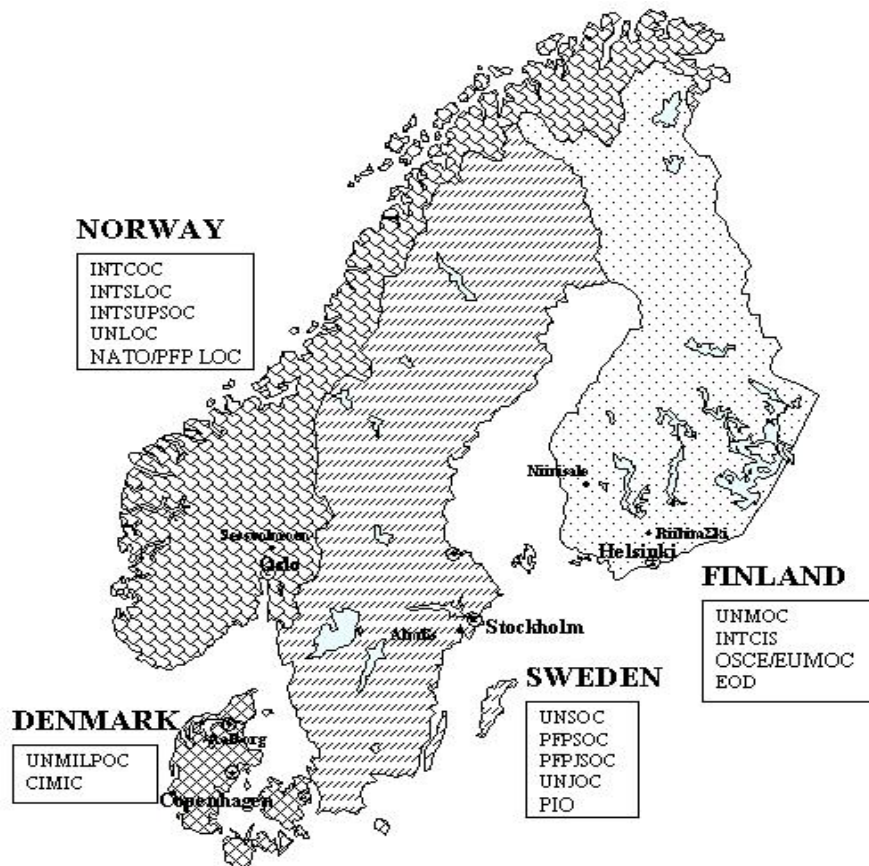 NORWAY
INTCOC
INTSLOC
INTSUPSOC
UNLOC
NATO/PFP LOC
Niinisalo
Oslo
Helsinki
FINLAND
UNMOC
INTCIS
OSCE/EUMOC
EOD
Stockholm
SWEDEN
UNSOC
PFPSOC
PFPJSOC
UNJOC
PIO
DENMARK
Aalborg
UNMILPOC
CIMIC
Copenhagen